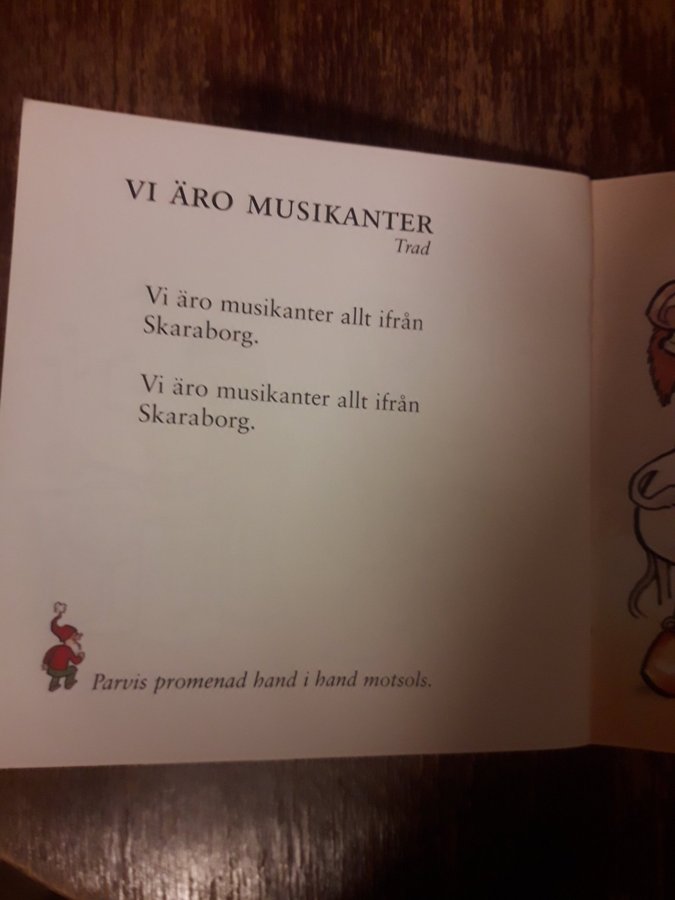 VI ÄRO MUSIKANTER
Trad
Vi äro musikanter allt ifrån
Skaraborg.
Vi äro musikanter allt ifrån
Skaraborg.
Parvis promenad hand i hand motsols.